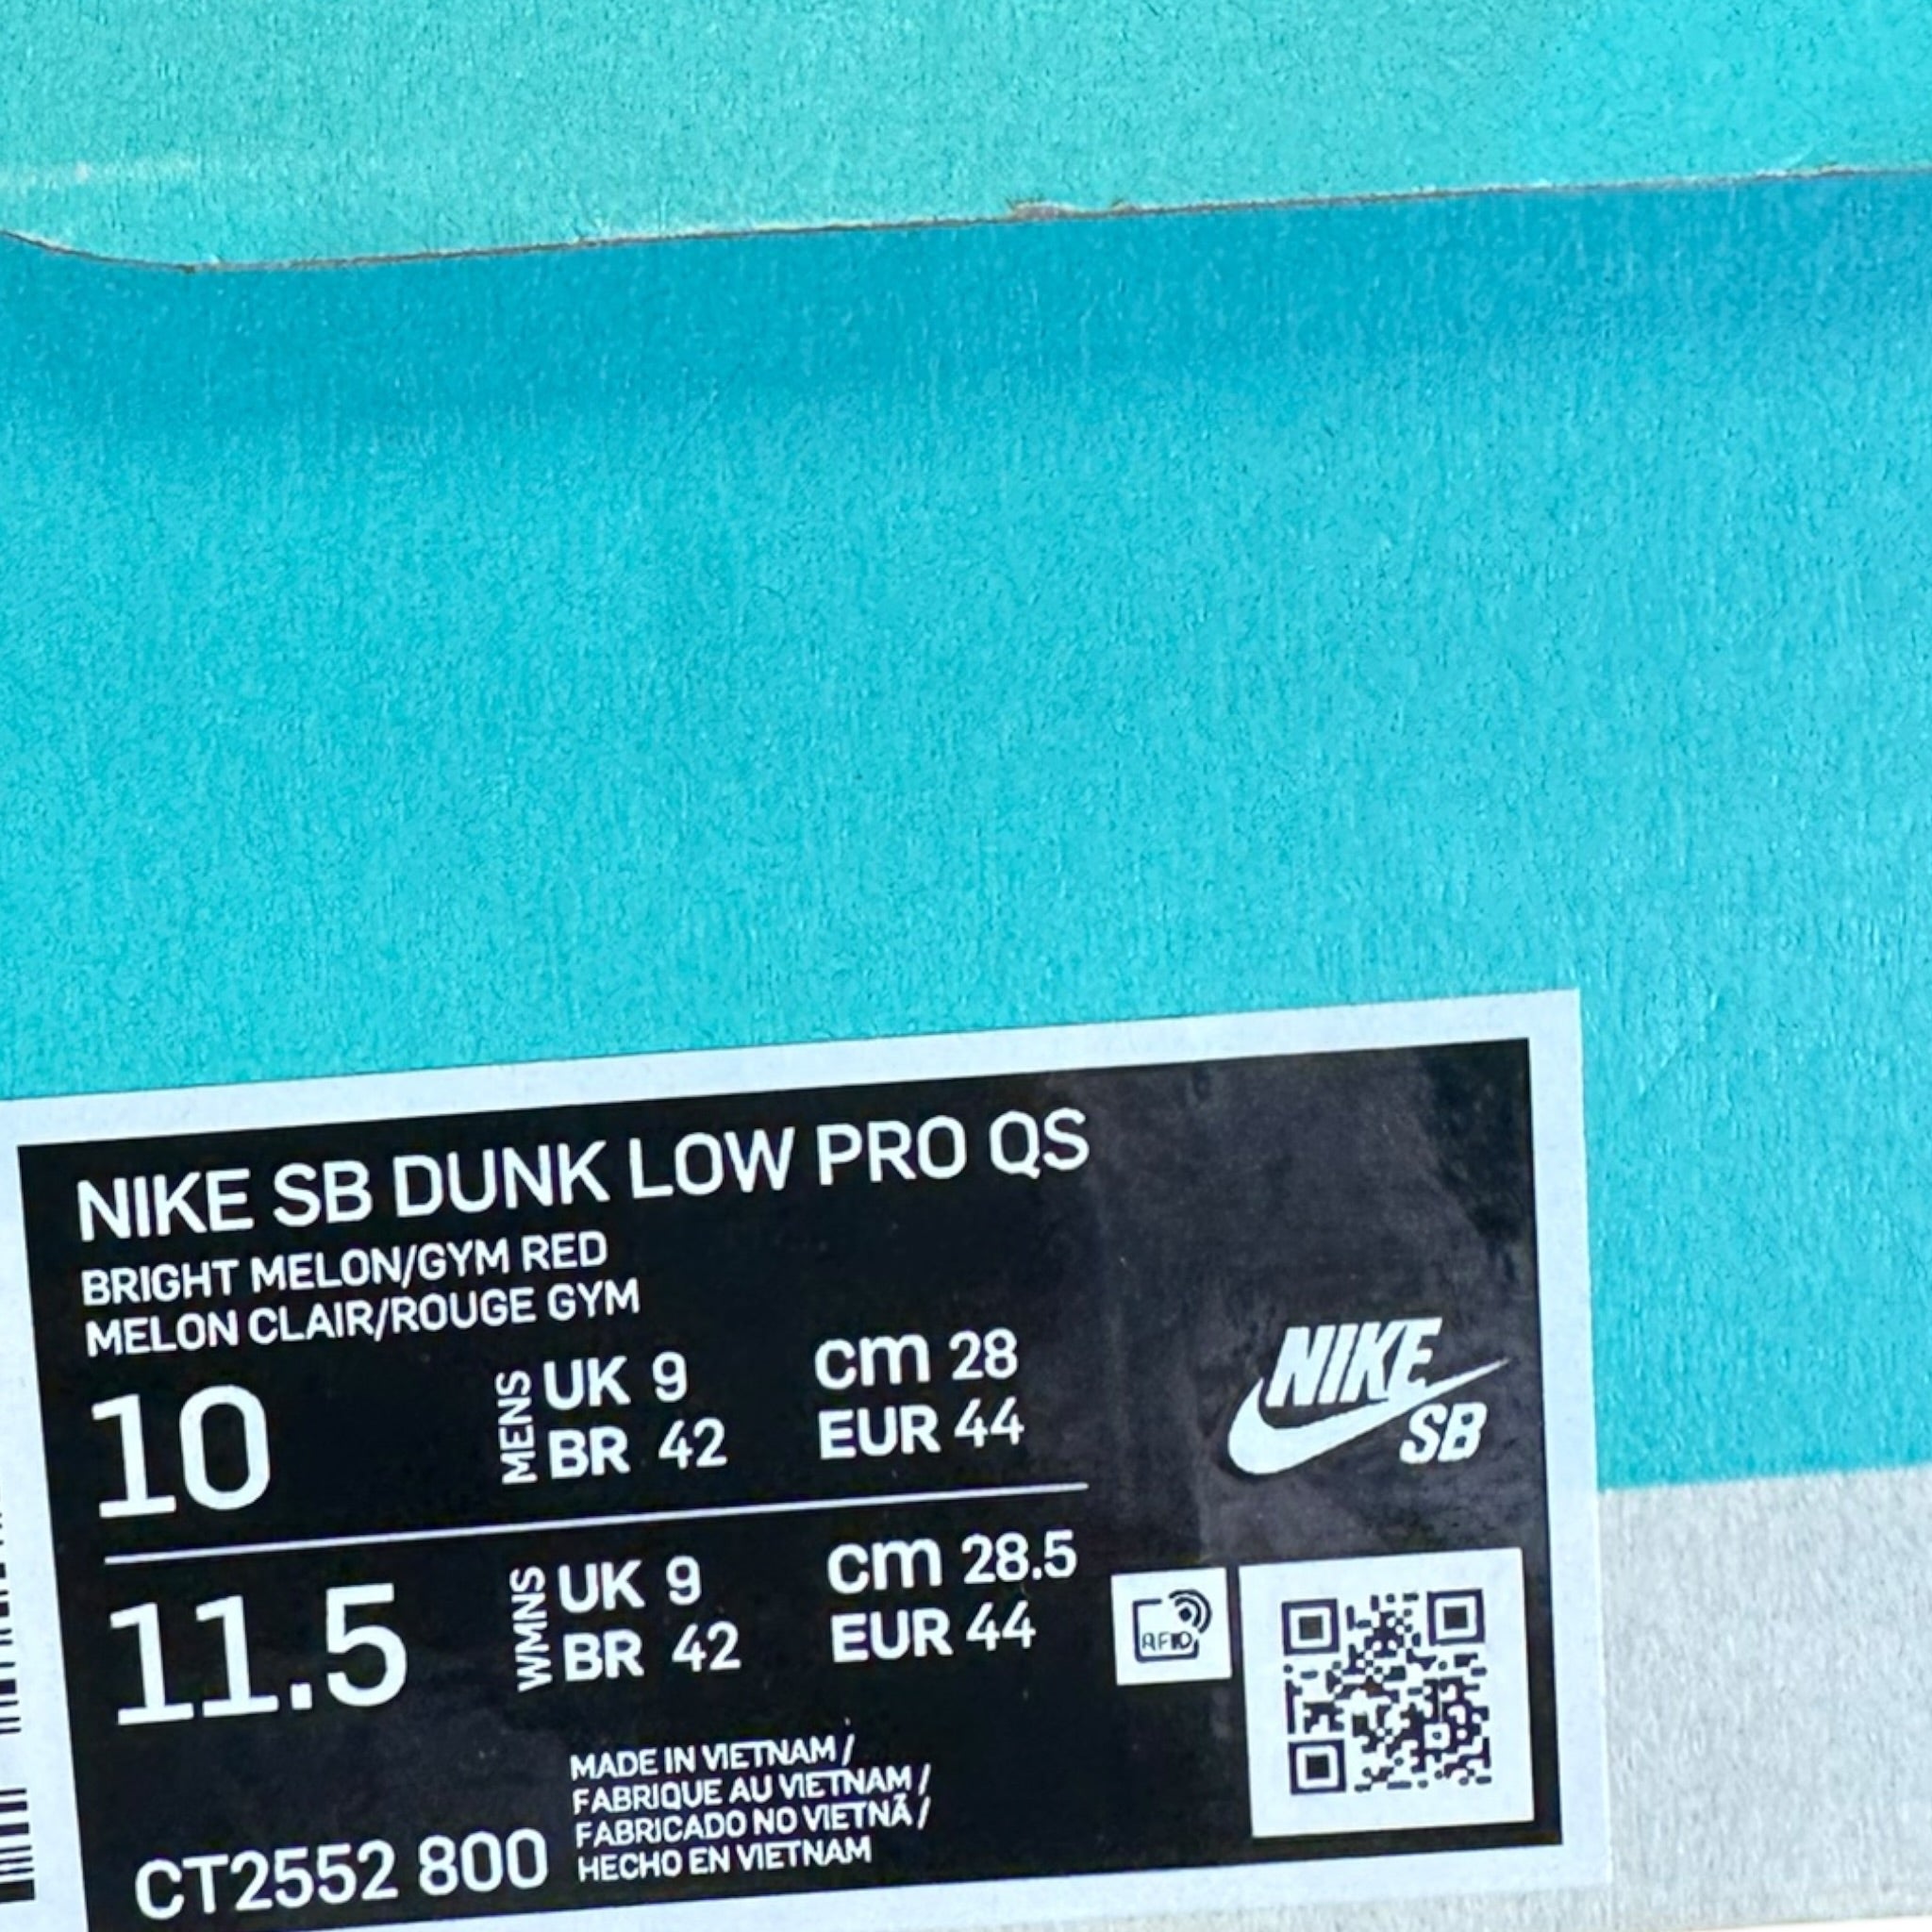 NIKE SB DUNK LOW PRO QS
BRIGHT MELON/GYM RED
MELON CLAIR/ROUGE GYM
10 MENS UK 9 cm 28
BR 42 EUR 44
NIKE
SB
11.5 WMNS UK 9 cm 28.5
BR 42 EUR 44
RFID
MADE IN VIETNAM /
FABRIQUE AU VIETNAM /
FABRICADO NO VIETNÃ /
HECHO EN VIETNAM
CT2552 800